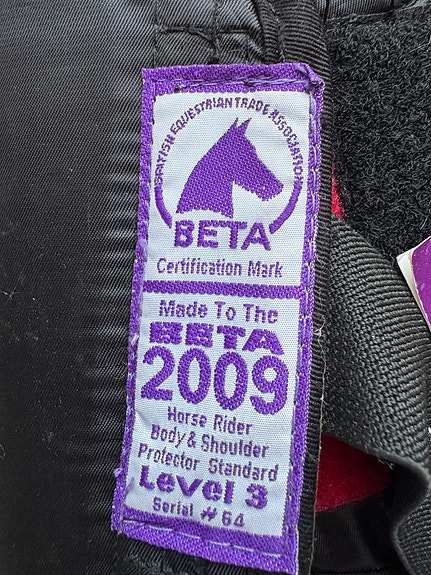 BRITISH EQUESTRIAN TRADE ASSOCIATION
BETA
Certification Mark
Made To The
BETA
2009
Horse Rider
Body & Shoulder
Protector Standard
Level 3
Serial # 64